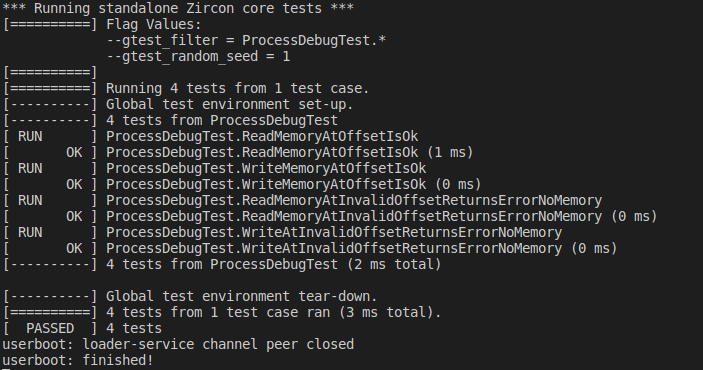 *** Running standalone Zircon core tests ***
[==========] Flag Values:
             --gtest_filter = ProcessDebugTest.*
             --gtest_random_seed = 1
[==========]
[==========] Running 4 tests from 1 test case.
[----------] Global test environment set-up.
[----------] 4 tests from ProcessDebugTest
[ RUN      ] ProcessDebugTest.ReadMemoryAtOffsetIsOk
[       OK ] ProcessDebugTest.ReadMemoryAtOffsetIsOk (1 ms)
[ RUN      ] ProcessDebugTest.WriteMemoryAtOffsetIsOk
[       OK ] ProcessDebugTest.WriteMemoryAtOffsetIsOk (0 ms)
[ RUN      ] ProcessDebugTest.ReadMemoryAtInvalidOffsetReturnsErrorNoMemory
[       OK ] ProcessDebugTest.ReadMemoryAtInvalidOffsetReturnsErrorNoMemory (0 ms)
[ RUN      ] ProcessDebugTest.WriteAtInvalidOffsetReturnsErrorNoMemory
[       OK ] ProcessDebugTest.WriteAtInvalidOffsetReturnsErrorNoMemory (0 ms)
[----------] 4 tests from ProcessDebugTest (2 ms total)

[----------] Global test environment tear-down.
[==========] 4 tests from 1 test case ran (3 ms total).
[  PASSED  ] 4 tests
userboot: loader-service channel peer closed
userboot: finished!